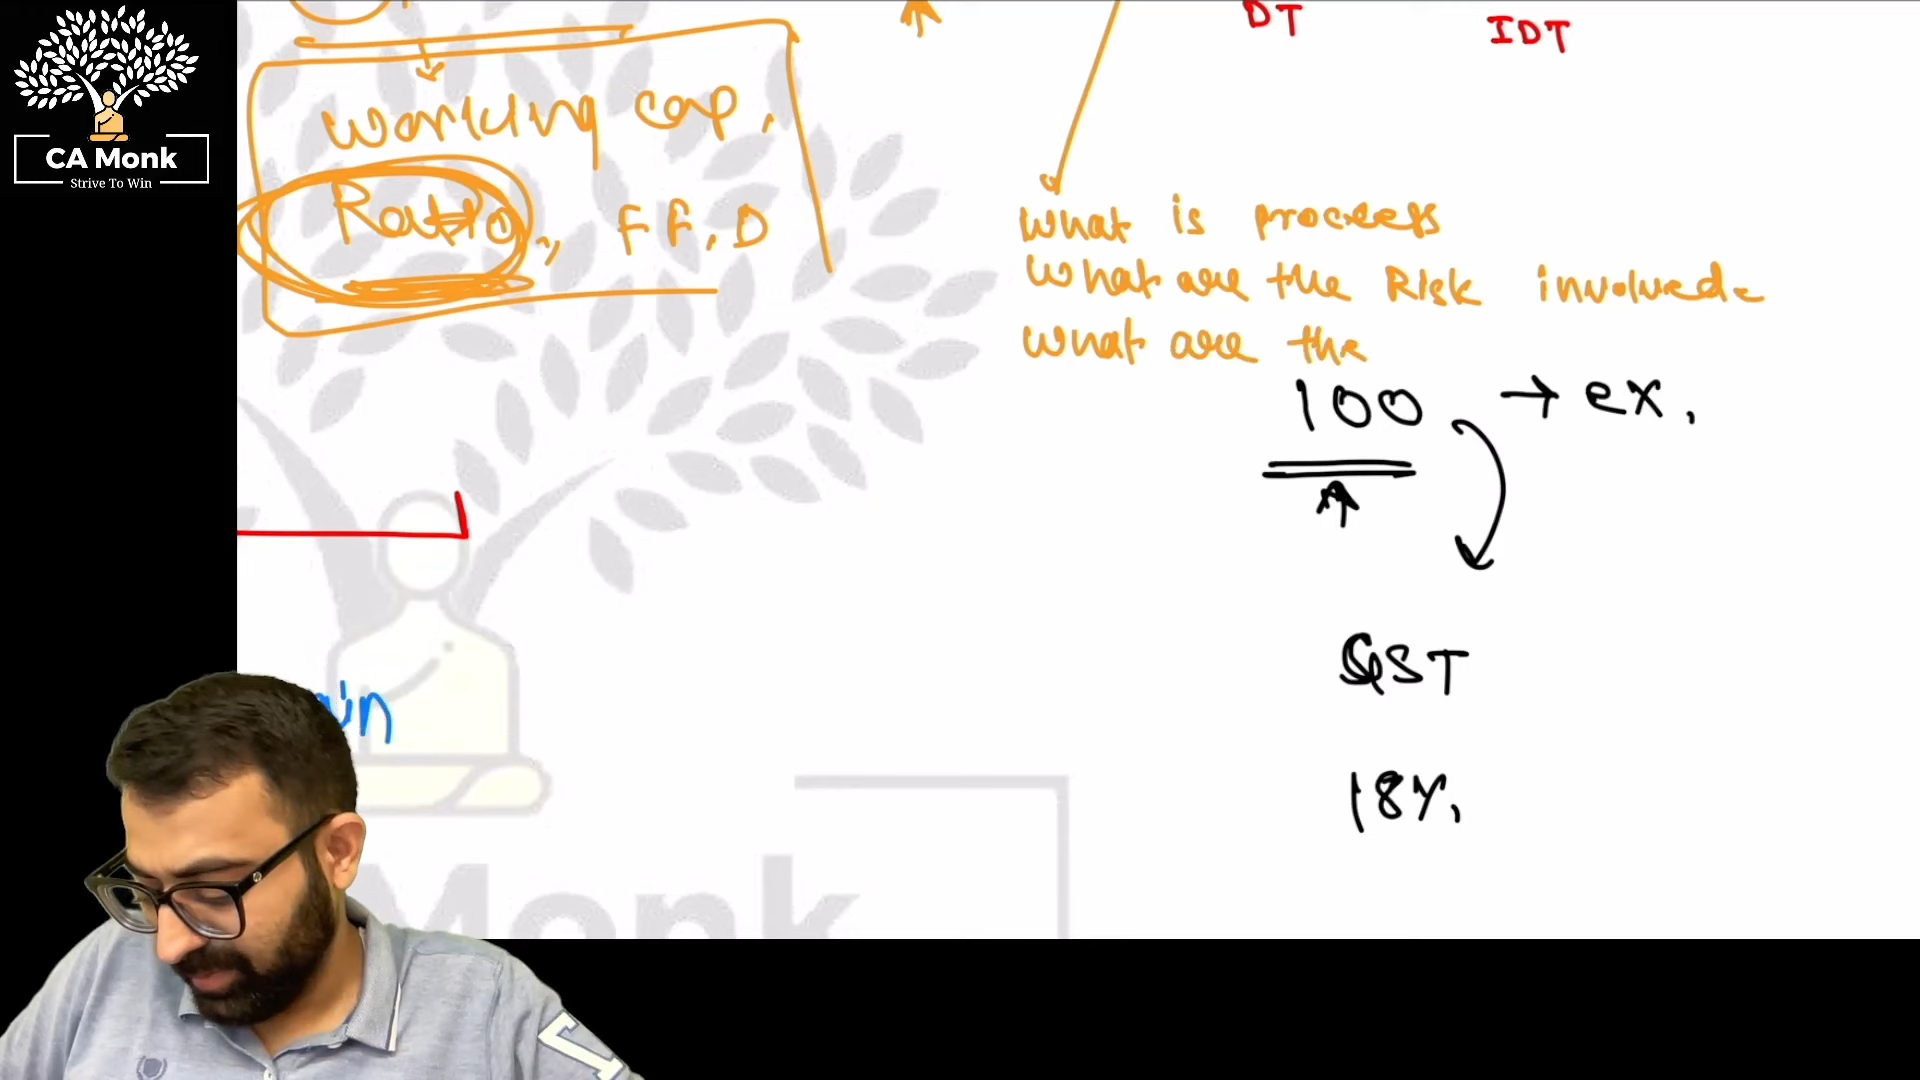 CA Monk
Strive To Win
DT
IDT
Working cap.
Ratio, FF, D
What is process
What are the Risk involved
What are the
100 → ex.
GST
18%
Monk